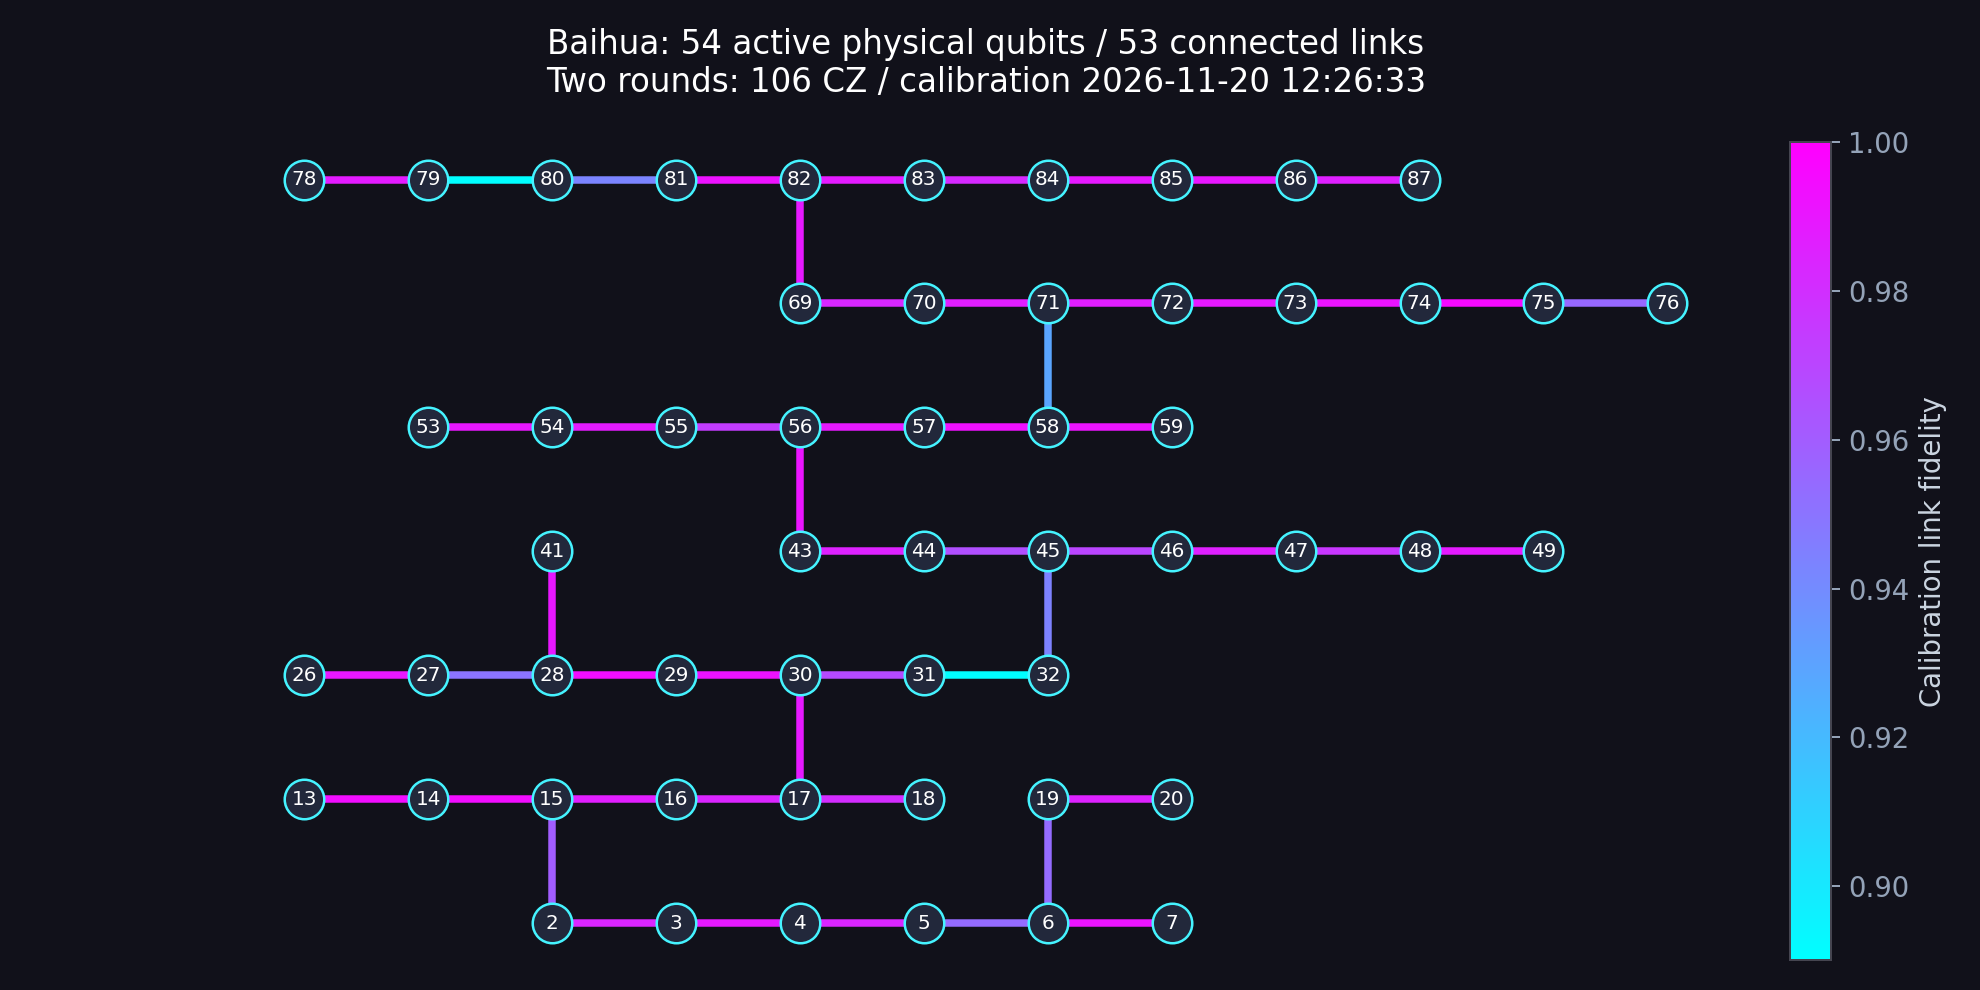 Baihua: 54 active physical qubits / 53 connected links
Two rounds: 106 CZ / calibration 2026-11-20 12:26:33
78 79 80 81 82 83 84 85 86 87
69 70 71 72 73 74 75 76
53 54 55 56 57 58 59
41 43 44 45 46 47 48 49
26 27 28 29 30 31 32
13 14 15 16 17 18 19 20
2 3 4 5 6 7
1.00
0.98
0.96
0.94
0.92
0.90
Calibration link fidelity